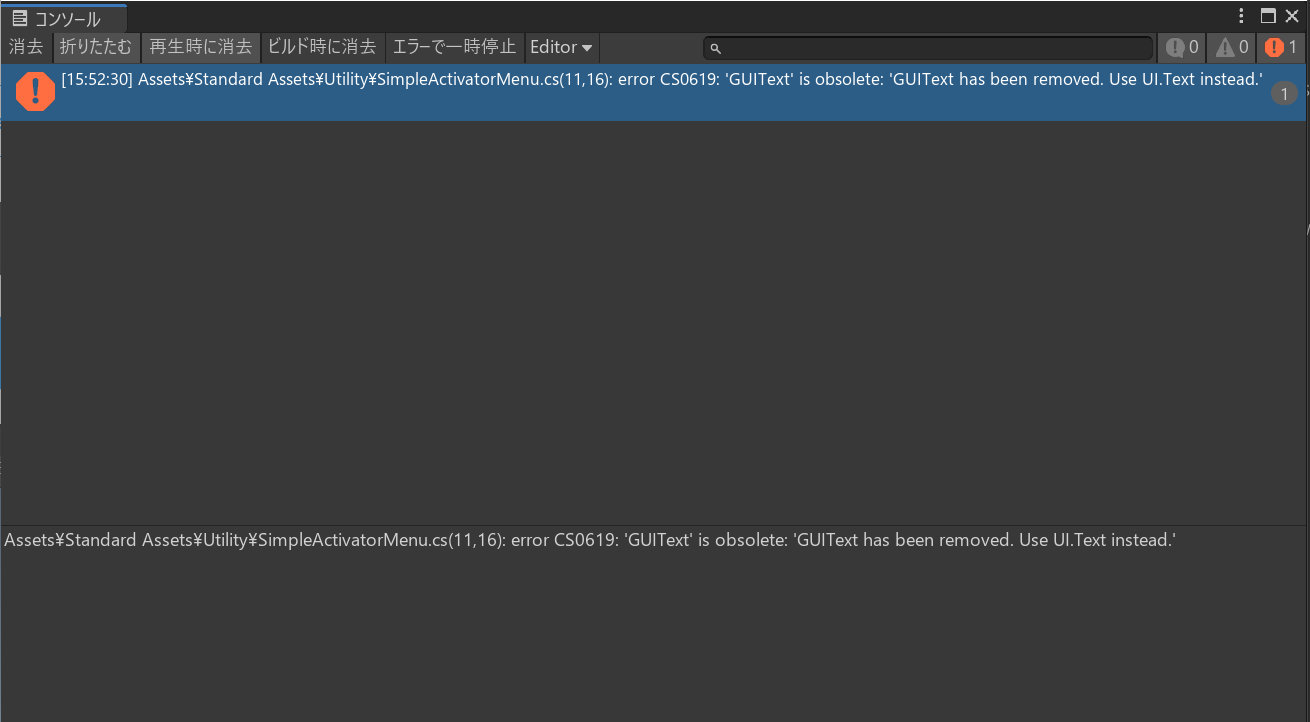 コンソール
消去 折りたたむ 再生時に消去 ビルド時に消去 エラーで一時停止 Editor 0 0 1
[15:52:30] Assets¥Standard Assets¥Utility¥SimpleActivatorMenu.cs(11,16): error CS0619: 'GUIText' is obsolete: 'GUIText has been removed. Use UI.Text instead.'
1
Assets¥Standard Assets¥Utility¥SimpleActivatorMenu.cs(11,16): error CS0619: 'GUIText' is obsolete: 'GUIText has been removed. Use UI.Text instead.'